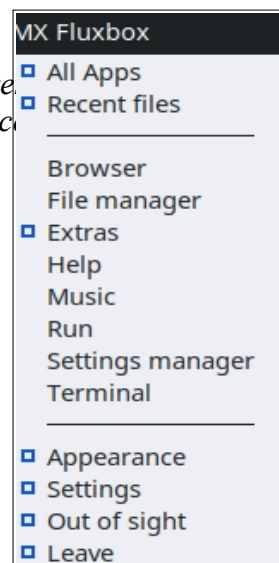 MX Fluxbox
All Apps
Recent files
Browser
File manager
Extras
Help
Music
Run
Settings manager
Terminal
Appearance
Settings
Out of sight
Leave